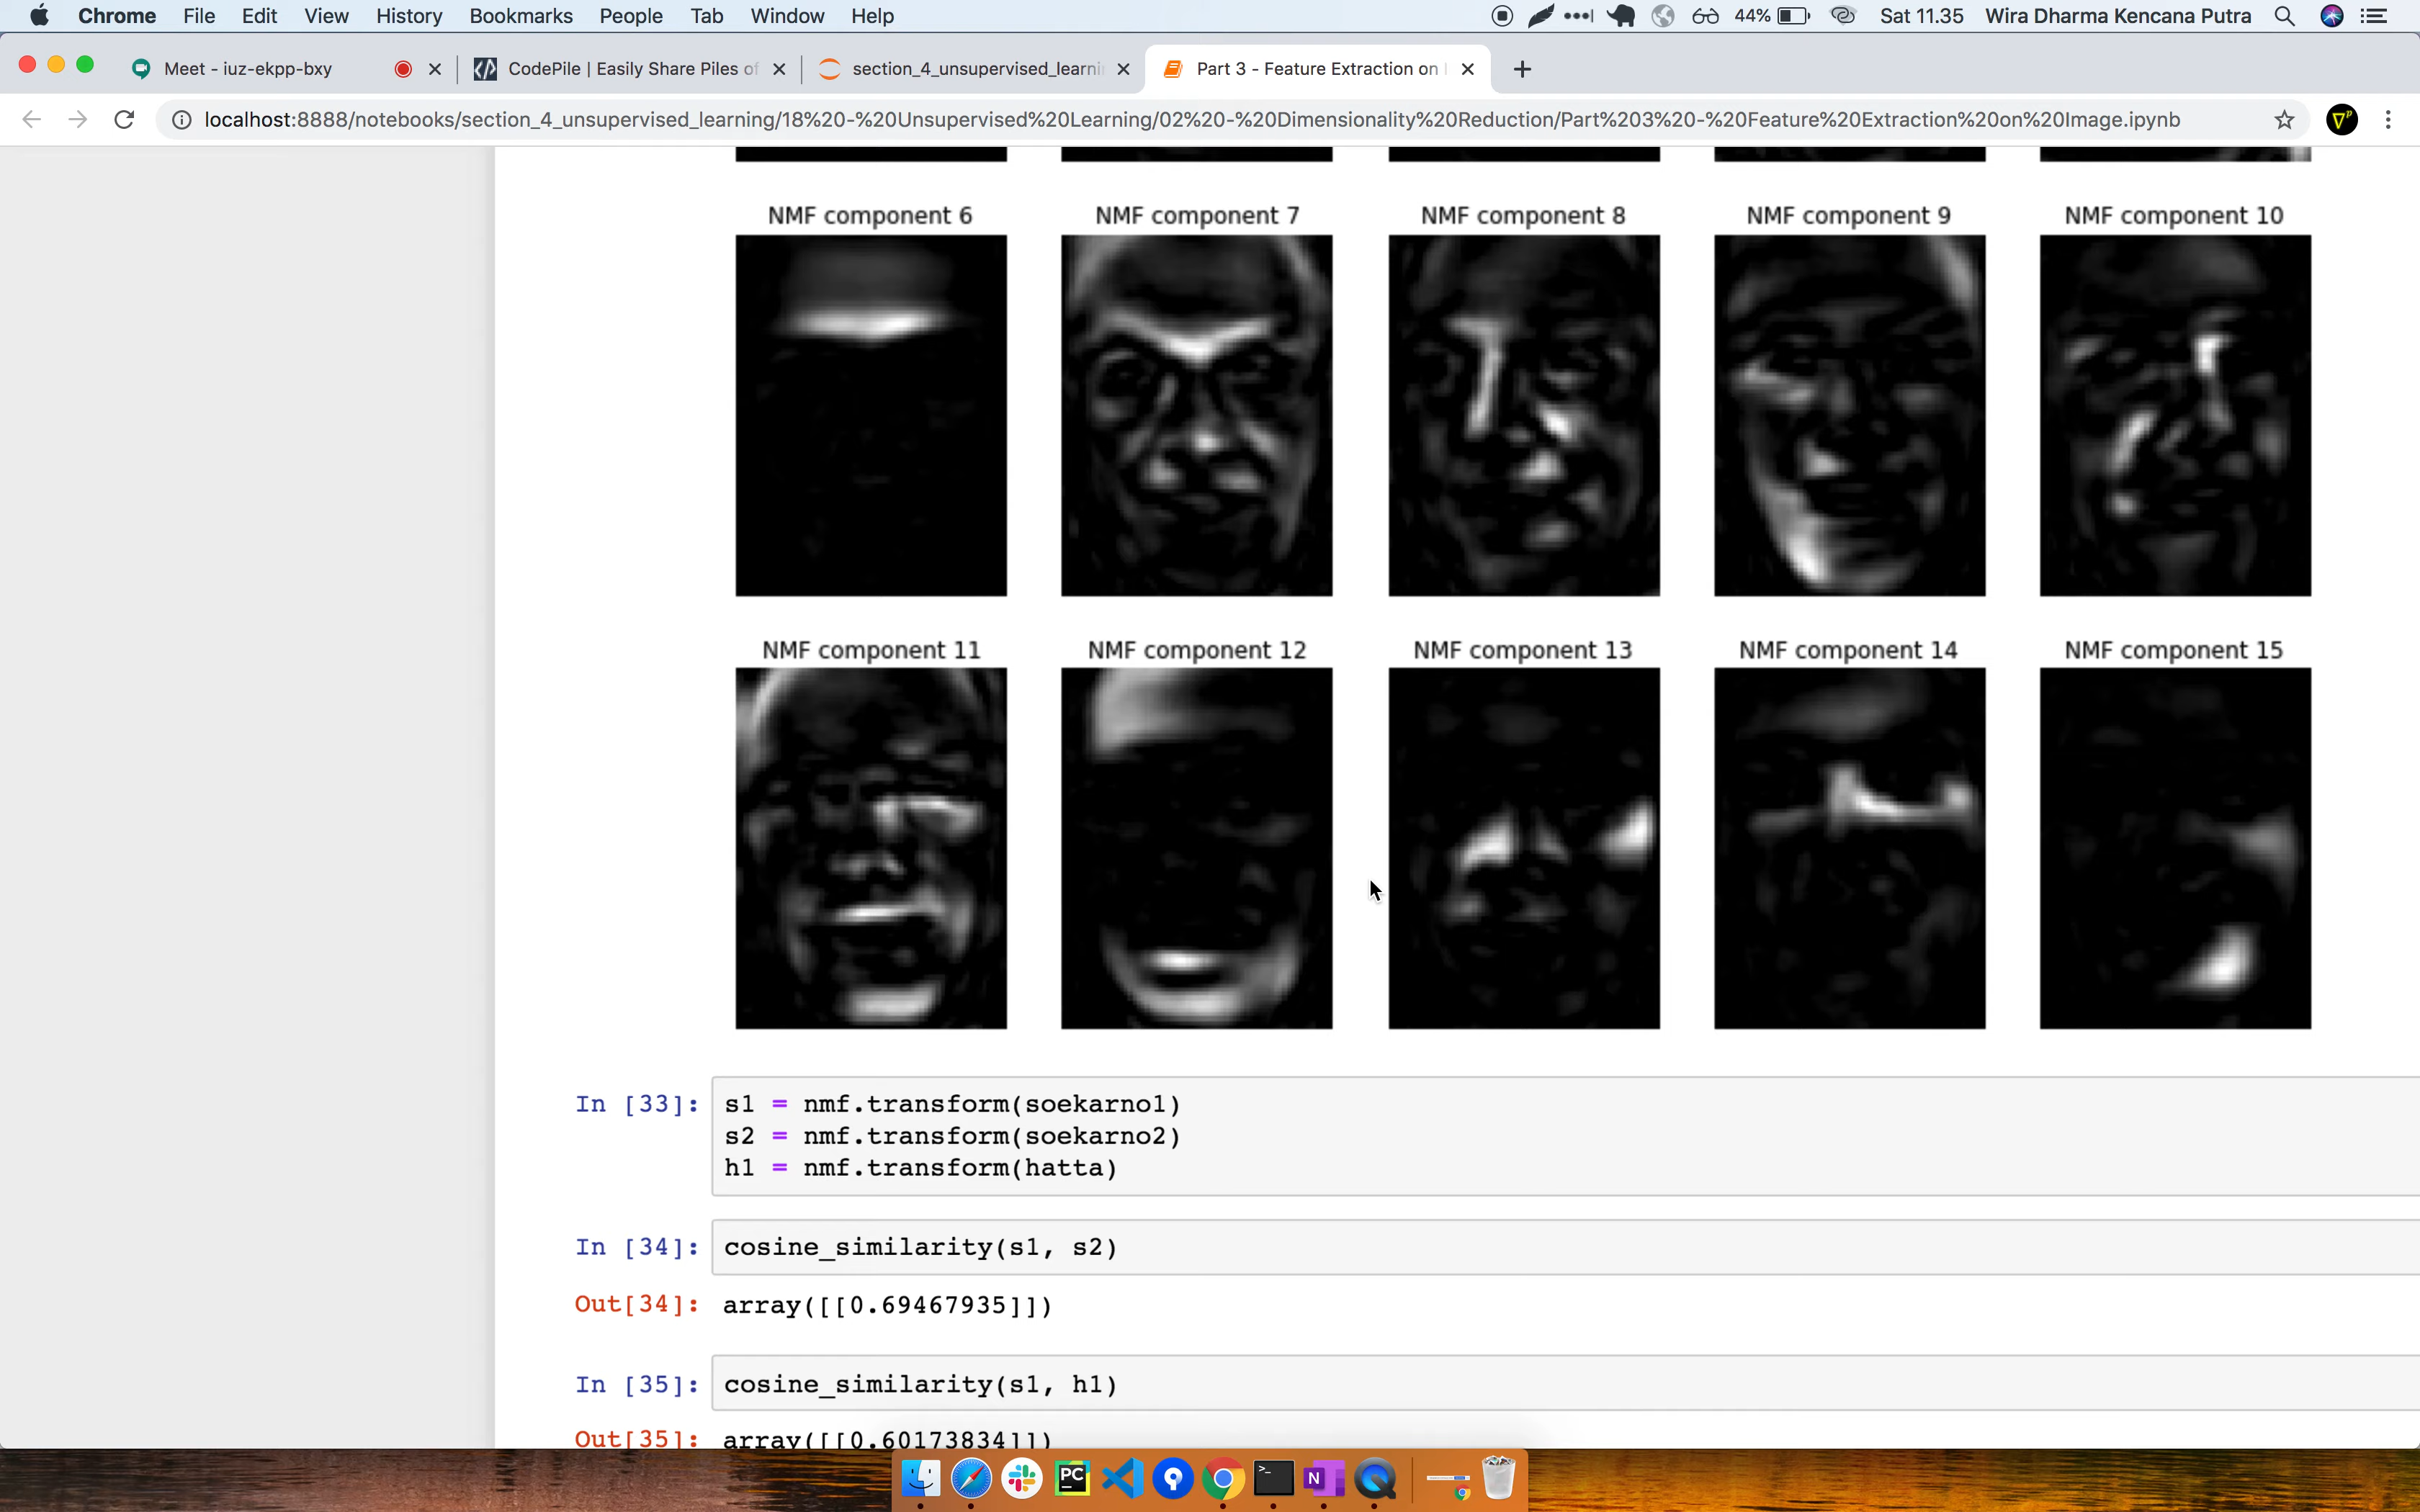 Chrome File Edit View History Bookmarks People Tab Window Help 44% Sat 11.35 Wira Dharma Kencana Putra
Meet - iuz-ekpp-bxy CodePile | Easily Share Piles of section_4_unsupervised_learni Part 3 - Feature Extraction on
localhost:8888/notebooks/section_4_unsupervised_learning/18%20-%20Unsupervised%20Learning/02%20-%20Dimensionality%20Reduction/Part%203%20-%20Feature%20Extraction%20on%20Image.ipynb
NMF component 6 NMF component 7 NMF component 8 NMF component 9 NMF component 10
NMF component 11 NMF component 12 NMF component 13 NMF component 14 NMF component 15
In [33]: s1 = nmf.transform(soekarno1)
s2 = nmf.transform(soekarno2)
h1 = nmf.transform(hatta)
In [34]: cosine_similarity(s1, s2)
Out[34]: array([[0.69467935]])
In [35]: cosine_similarity(s1, h1)
Out[35]: array([[0.60173834]])
PC N